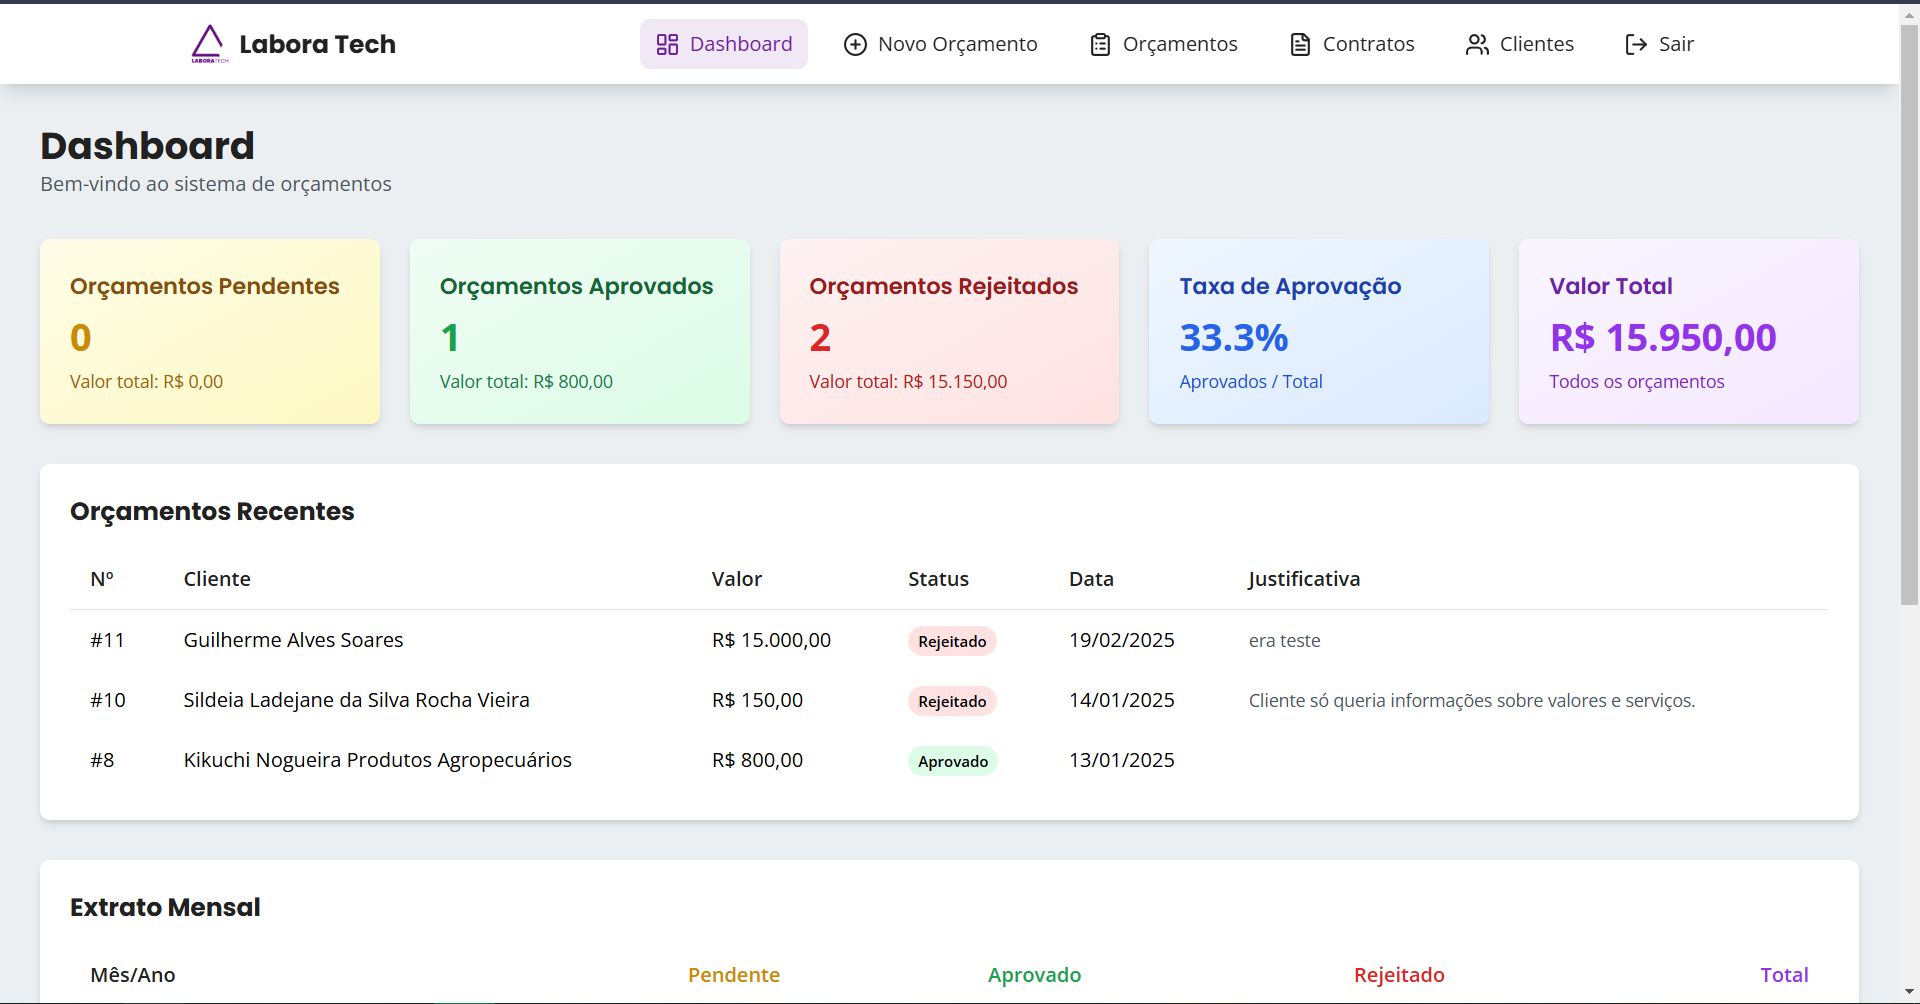 LABORATECH
Labora Tech
Dashboard
Novo Orçamento
Orçamentos
Contratos
Clientes
Sair
Dashboard
Bem-vindo ao sistema de orçamentos
Orçamentos Pendentes
0
Valor total: R$ 0,00
Orçamentos Aprovados
1
Valor total: R$ 800,00
Orçamentos Rejeitados
2
Valor total: R$ 15.150,00
Taxa de Aprovação
33.3%
Aprovados / Total
Valor Total
R$ 15.950,00
Todos os orçamentos
Orçamentos Recentes
Nº Cliente Valor Status Data Justificativa
#11 Guilherme Alves Soares R$ 15.000,00 Rejeitado 19/02/2025 era teste
#10 Sildeia Ladejane da Silva Rocha Vieira R$ 150,00 Rejeitado 14/01/2025 Cliente só queria informações sobre valores e serviços.
#8 Kikuchi Nogueira Produtos Agropecuários R$ 800,00 Aprovado 13/01/2025
Extrato Mensal
Mês/Ano Pendente Aprovado Rejeitado Total